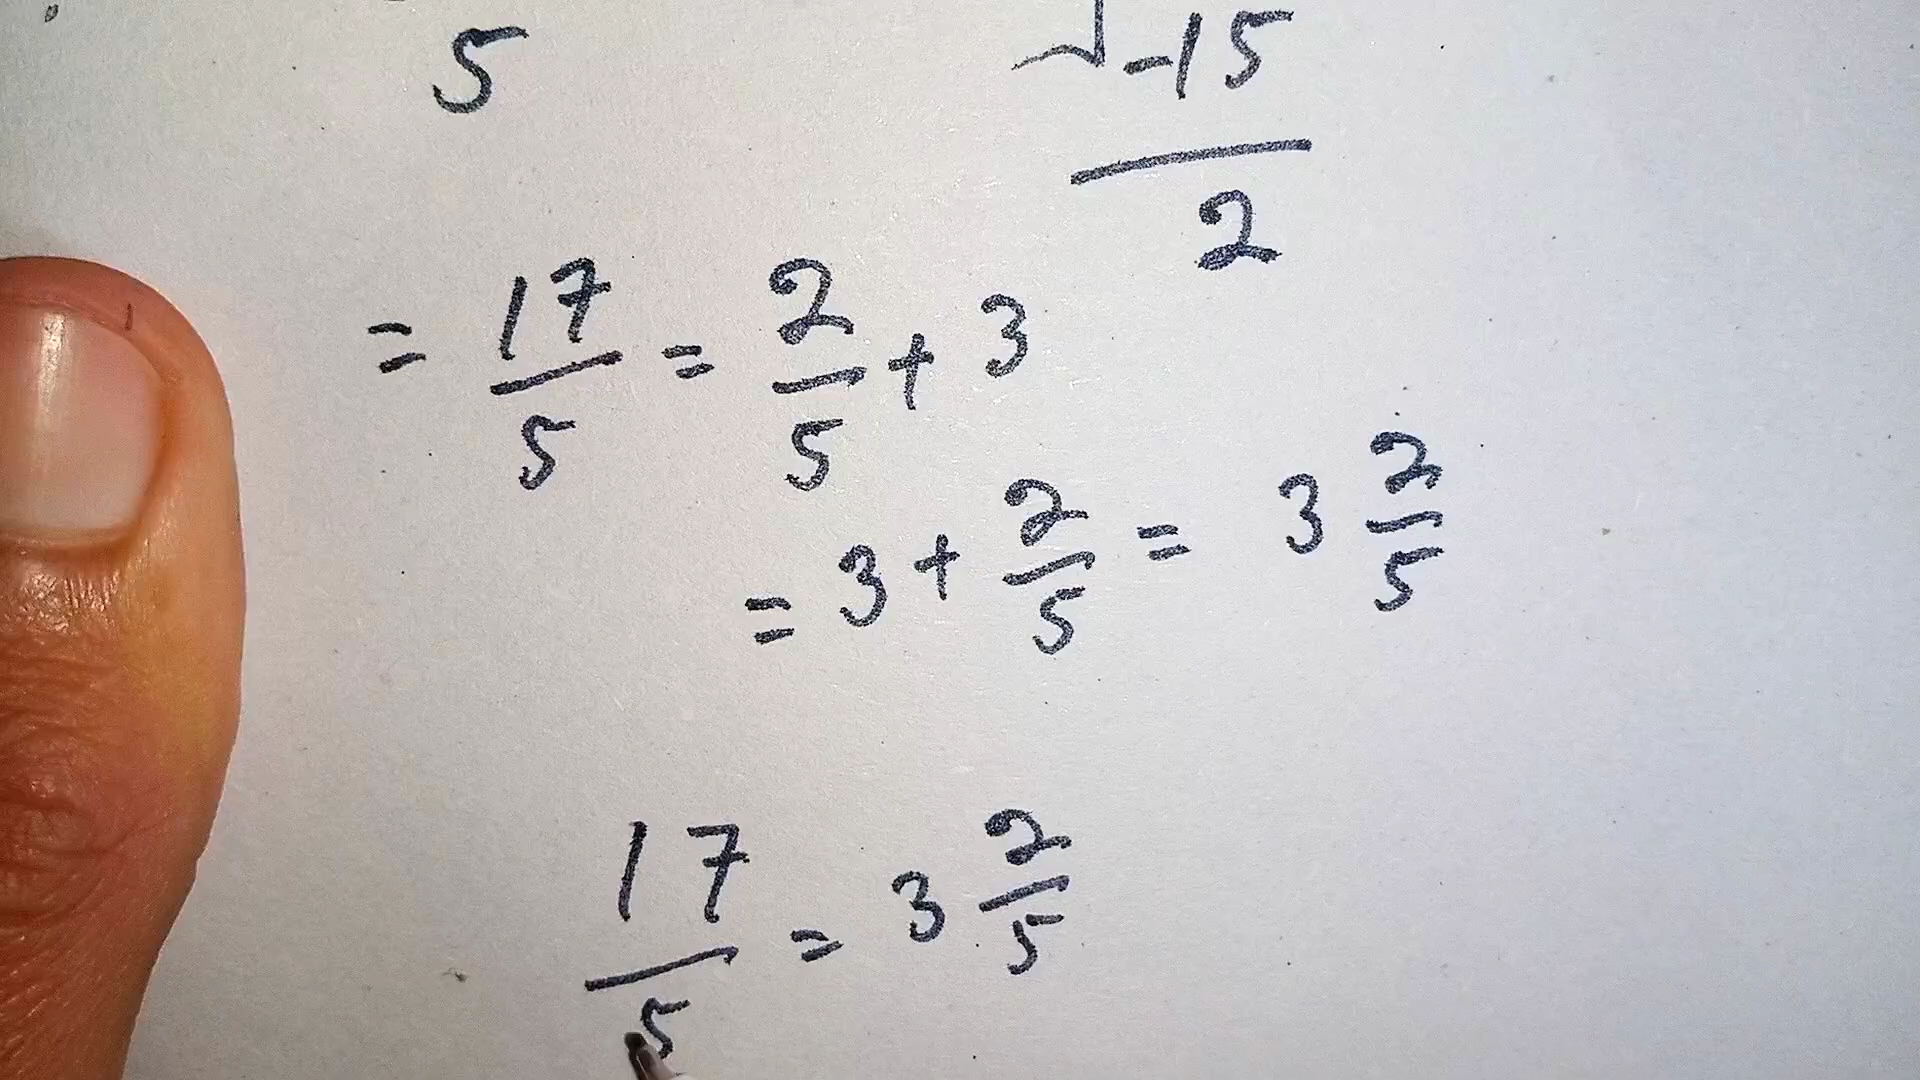 5
-15
2
= 17/5 = 2/5 + 3
= 3 + 2/5 = 3 2/5
17/5 = 3 2/5